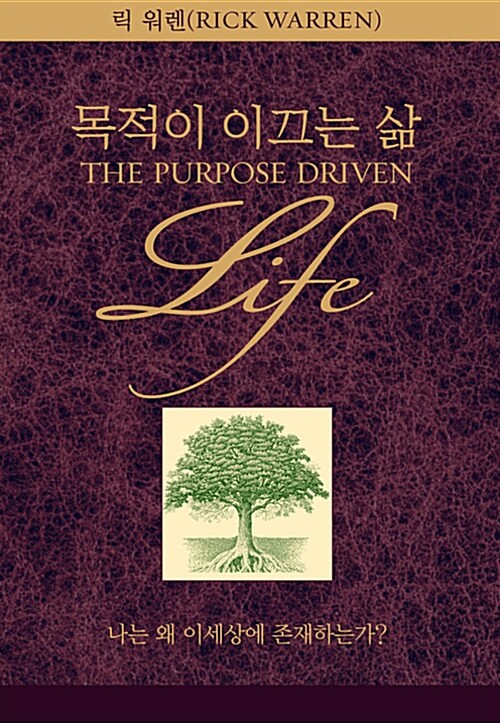 릭 워렌(RICK WARREN)
목적이 이끄는 삶
THE PURPOSE DRIVEN
Life
나는 왜 이세상에 존재하는가?